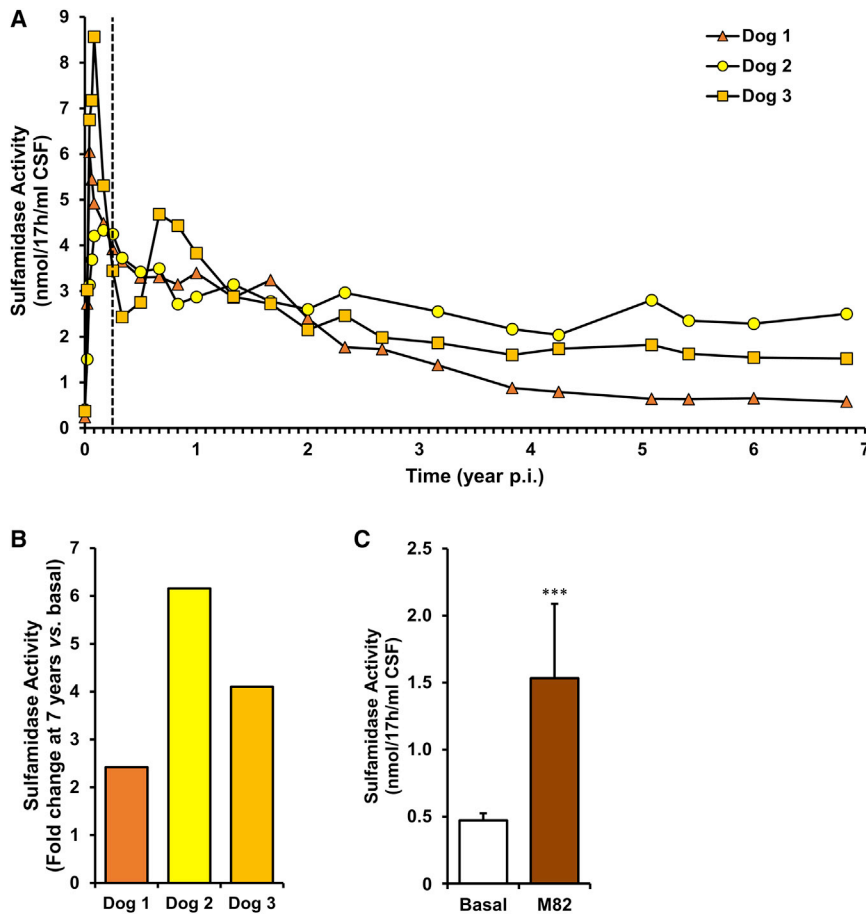 A
Sulfamidase Activity
(nmol/17h/ml CSF)
9
8
7
6
5
4
3
2
1
0
0 1 2 3 4 5 6 7
Time (year p.i.)
Dog 1
Dog 2
Dog 3
B
Sulfamidase Activity
(Fold change at 7 years vs. basal)
7
6
5
4
3
2
1
0
Dog 1 Dog 2 Dog 3
C
Sulfamidase Activity
(nmol/17h/ml CSF)
2.5
2.0
1.5
1.0
0.5
0
***
Basal M82